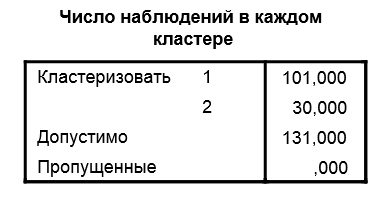 Число наблюдений в каждом
кластере
Кластеризовать 1 101,000
2 30,000
Допустимо 131,000
Пропущенные ,000